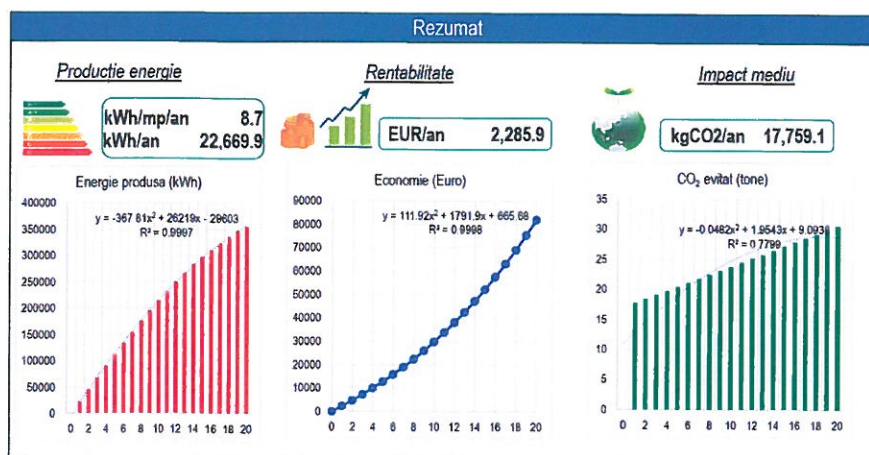 Rezumat
Productie energie
kWh/mp/an 8.7
kWh/an 22,669.9
Rentabilitate
EUR/an 2,285.9
Impact mediu
kgCO2/an 17,759.1
Energie produsa (kWh)
y = -367 81x² + 26219x - 29603
R² = 0.9997
400000
350000
300000
250000
200000
150000
100000
50000
0
0 2 4 6 8 10 12 14 16 18 20
Economie (Euro)
y = 111.92x² + 1791.9x + 665.68
R² = 0.9998
90000
80000
70000
60000
50000
40000
30000
20000
10000
0
0 2 4 6 8 10 12 14 16 18 20
CO₂ evitat (tone)
y = -0.0482x² + 1.9543x + 9.0936
R² = 0.7799
35
30
25
20
15
10
5
0
0 2 4 6 8 10 12 14 16 18 20